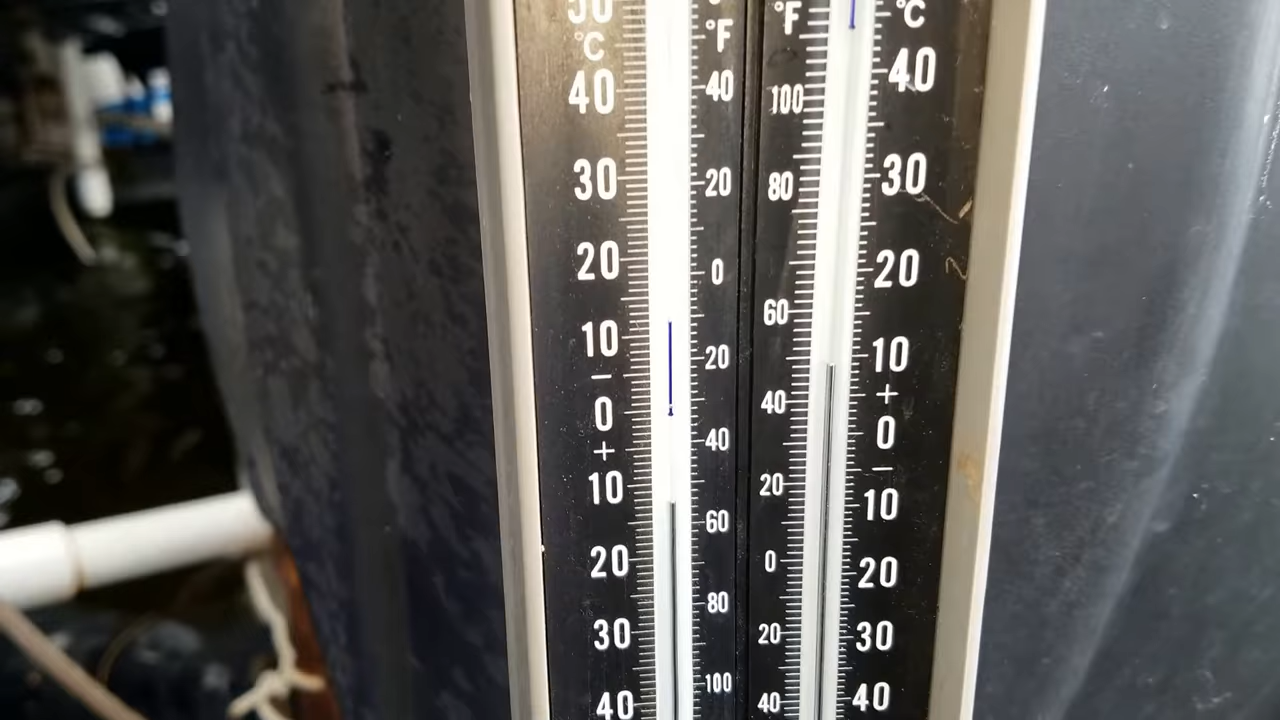 50 °F °F °C
°C
40 40 100 40
30 20 80 30
20 0 60 20
10 20 10
− +
0 40 40 0
+ −
10 60 20 10
20 80 0 20
30 100 20 30
40 40 40